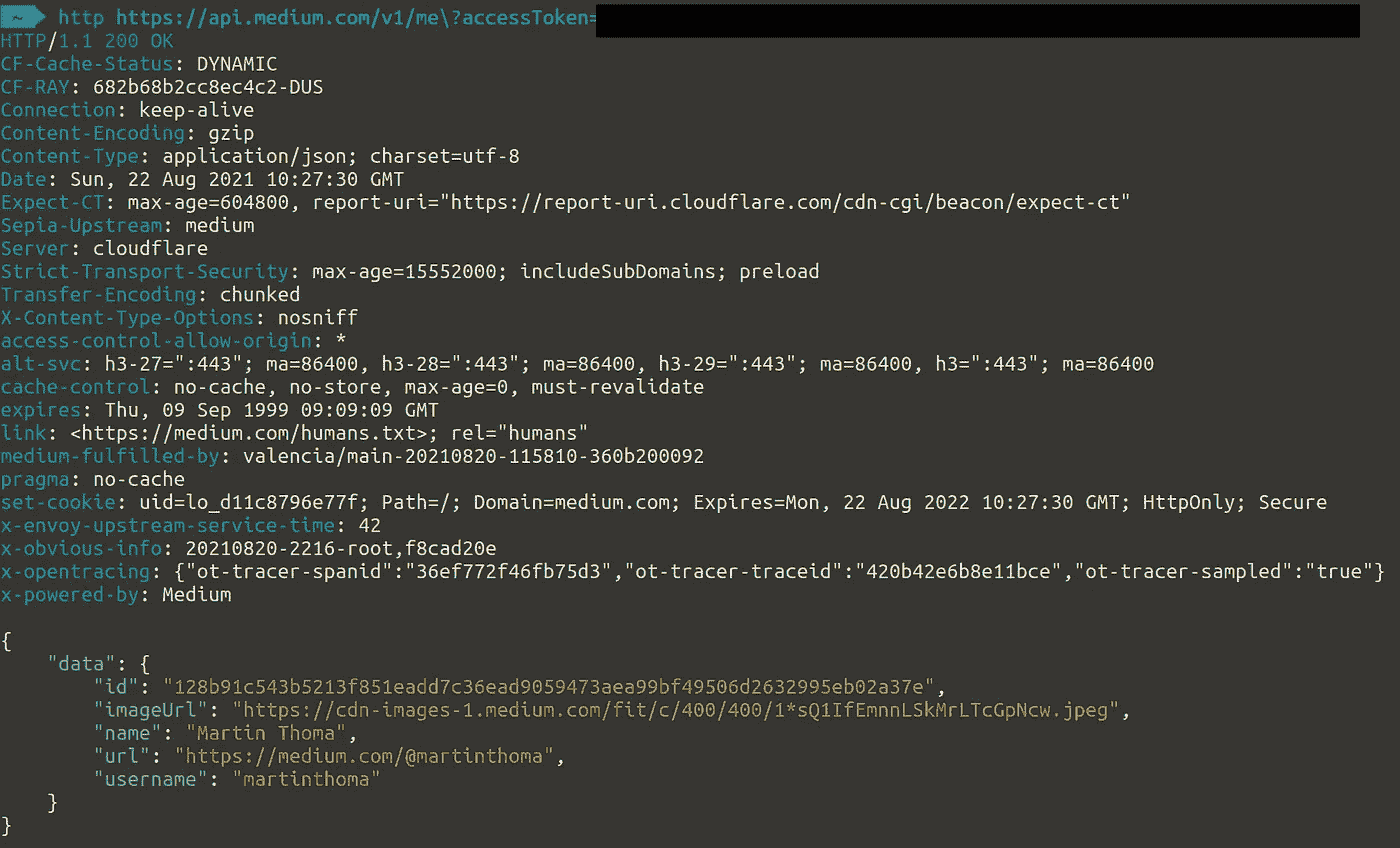 ~ http https://api.medium.com/v1/me\?accessToken=
HTTP/1.1 200 OK
CF-Cache-Status: DYNAMIC
CF-RAY: 682b68b2cc8ec4c2-DUS
Connection: keep-alive
Content-Encoding: gzip
Content-Type: application/json; charset=utf-8
Date: Sun, 22 Aug 2021 10:27:30 GMT
Expect-CT: max-age=604800, report-uri="https://report-uri.cloudflare.com/cdn-cgi/beacon/expect-ct"
Sepia-Upstream: medium
Server: cloudflare
Strict-Transport-Security: max-age=15552000; includeSubDomains; preload
Transfer-Encoding: chunked
X-Content-Type-Options: nosniff
access-control-allow-origin: *
alt-svc: h3-27=":443"; ma=86400, h3-28=":443"; ma=86400, h3-29=":443"; ma=86400, h3=":443"; ma=86400
cache-control: no-cache, no-store, max-age=0, must-revalidate
expires: Thu, 09 Sep 1999 09:09:09 GMT
link: <https://medium.com/humans.txt>; rel="humans"
medium-fulfilled-by: valencia/main-20210820-115810-360b200092
pragma: no-cache
set-cookie: uid=lo_d11c8796e77f; Path=/; Domain=medium.com; Expires=Mon, 22 Aug 2022 10:27:30 GMT; HttpOnly; Secure
x-envoy-upstream-service-time: 42
x-obvious-info: 20210820-2216-root,f8cad20e
x-opentracing: {"ot-tracer-spanid":"36ef772f46fb75d3","ot-tracer-traceid":"420b42e6b8e11bce","ot-tracer-sampled":"true"}
x-powered-by: Medium
{
    "data": {
        "id": "128b91c543b5213f851eadd7c36ead9059473aea99bf49506d2632995eb02a37e",
        "imageUrl": "https://cdn-images-1.medium.com/fit/c/400/400/1*sQ1IfEmnnLSkMrLTcGpNcw.jpeg",
        "name": "Martin Thoma",
        "url": "https://medium.com/@martinthoma",
        "username": "martinthoma"
    }
}